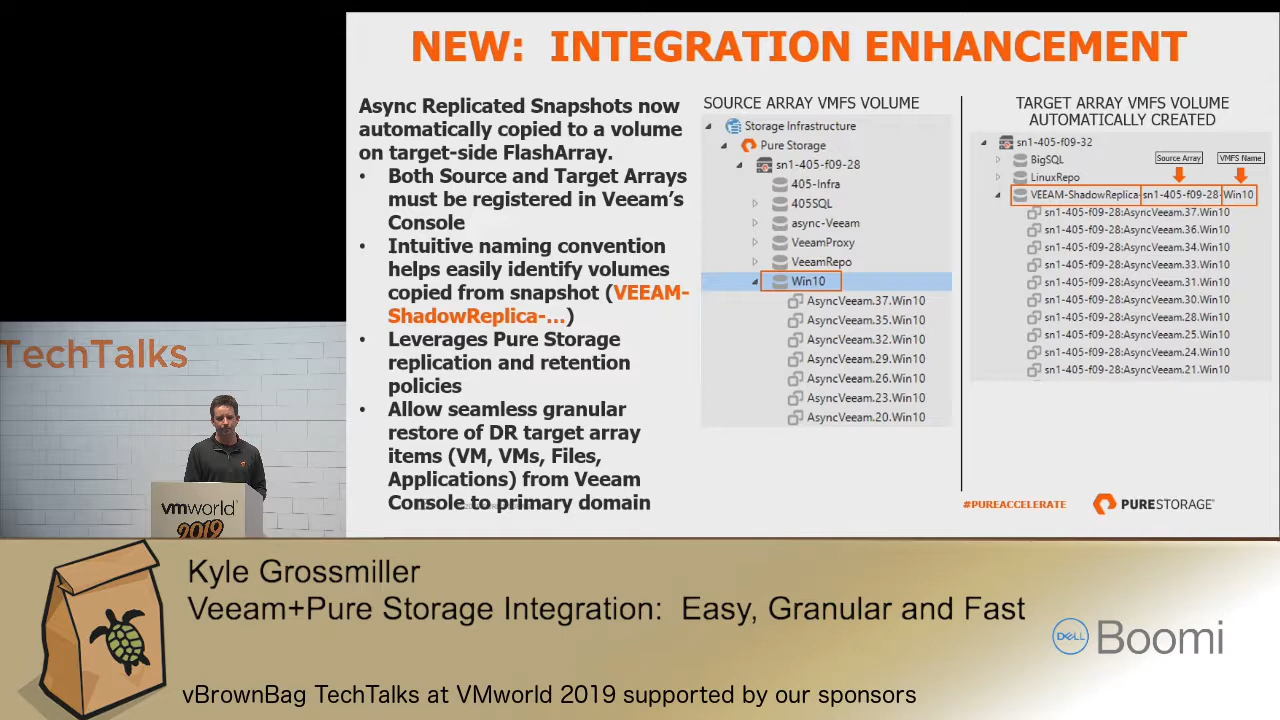 NEW:  INTEGRATION ENHANCEMENT
Async Replicated Snapshots now
automatically copied to a volume
on target-side FlashArray.
• Both Source and Target Arrays
must be registered in Veeam's
Console
• Intuitive naming convention
helps easily identify volumes
copied from snapshot (VEEAM-
ShadowReplica-...)
• Leverages Pure Storage
replication and retention
policies
• Allow seamless granular
restore of DR target array
items (VM, VMs, Files,
Applications) from Veeam
Console to primary domain
SOURCE ARRAY VMFS VOLUME
Storage Infrastructure
Pure Storage
sn1-405-f09-28
405-Infra
405SQL
async-Veeam
VeeamProxy
VeeamRepo
Win10
AsyncVeeam.37.Win10
AsyncVeeam.35.Win10
AsyncVeeam.32.Win10
AsyncVeeam.29.Win10
AsyncVeeam.26.Win10
AsyncVeeam.23.Win10
AsyncVeeam.20.Win10
TARGET ARRAY VMFS VOLUME
AUTOMATICALLY CREATED
sn1-405-f09-32
BigSQL
Source Array
VMFS Name
LinuxRepo
VEEAM-ShadowReplica-sn1-405-f09-28-Win10
sn1-405-f09-28:AsyncVeeam.37.Win10
sn1-405-f09-28:AsyncVeeam.36.Win10
sn1-405-f09-28:AsyncVeeam.34.Win10
sn1-405-f09-28:AsyncVeeam.33.Win10
sn1-405-f09-28:AsyncVeeam.31.Win10
sn1-405-f09-28:AsyncVeeam.30.Win10
sn1-405-f09-28:AsyncVeeam.28.Win10
sn1-405-f09-28:AsyncVeeam.25.Win10
sn1-405-f09-28:AsyncVeeam.24.Win10
sn1-405-f09-28:AsyncVeeam.21.Win10
#PUREACCELERATE
PURESTORAGE
TechTalks
vmworld
2019
Kyle Grossmiller
Veeam+Pure Storage Integration:  Easy, Granular and Fast
DELL Boomi
vBrownBag TechTalks at VMworld 2019 supported by our sponsors